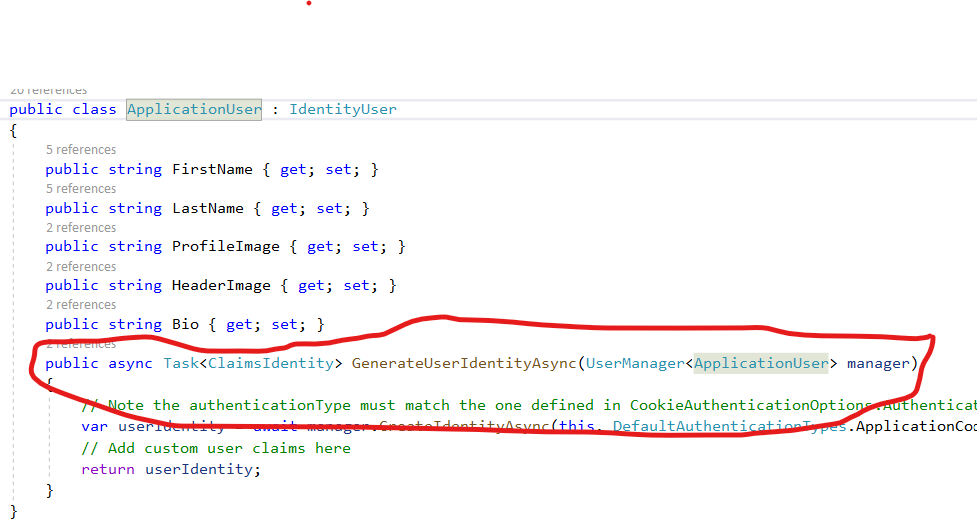 20 references
public class ApplicationUser : IdentityUser
{
5 references
public string FirstName { get; set; }
5 references
public string LastName { get; set; }
2 references
public string ProfileImage { get; set; }
2 references
public string HeaderImage { get; set; }
2 references
public string Bio { get; set; }
2 references
public async Task<ClaimsIdentity> GenerateUserIdentityAsync(UserManager<ApplicationUser> manager)
{
// Note the authenticationType must match the one defined in CookieAuthenticationOptions.Authenticat
var userIdentity = await manager.CreateIdentityAsync(this, DefaultAuthenticationTypes.ApplicationCoo
// Add custom user claims here
return userIdentity;
}
}